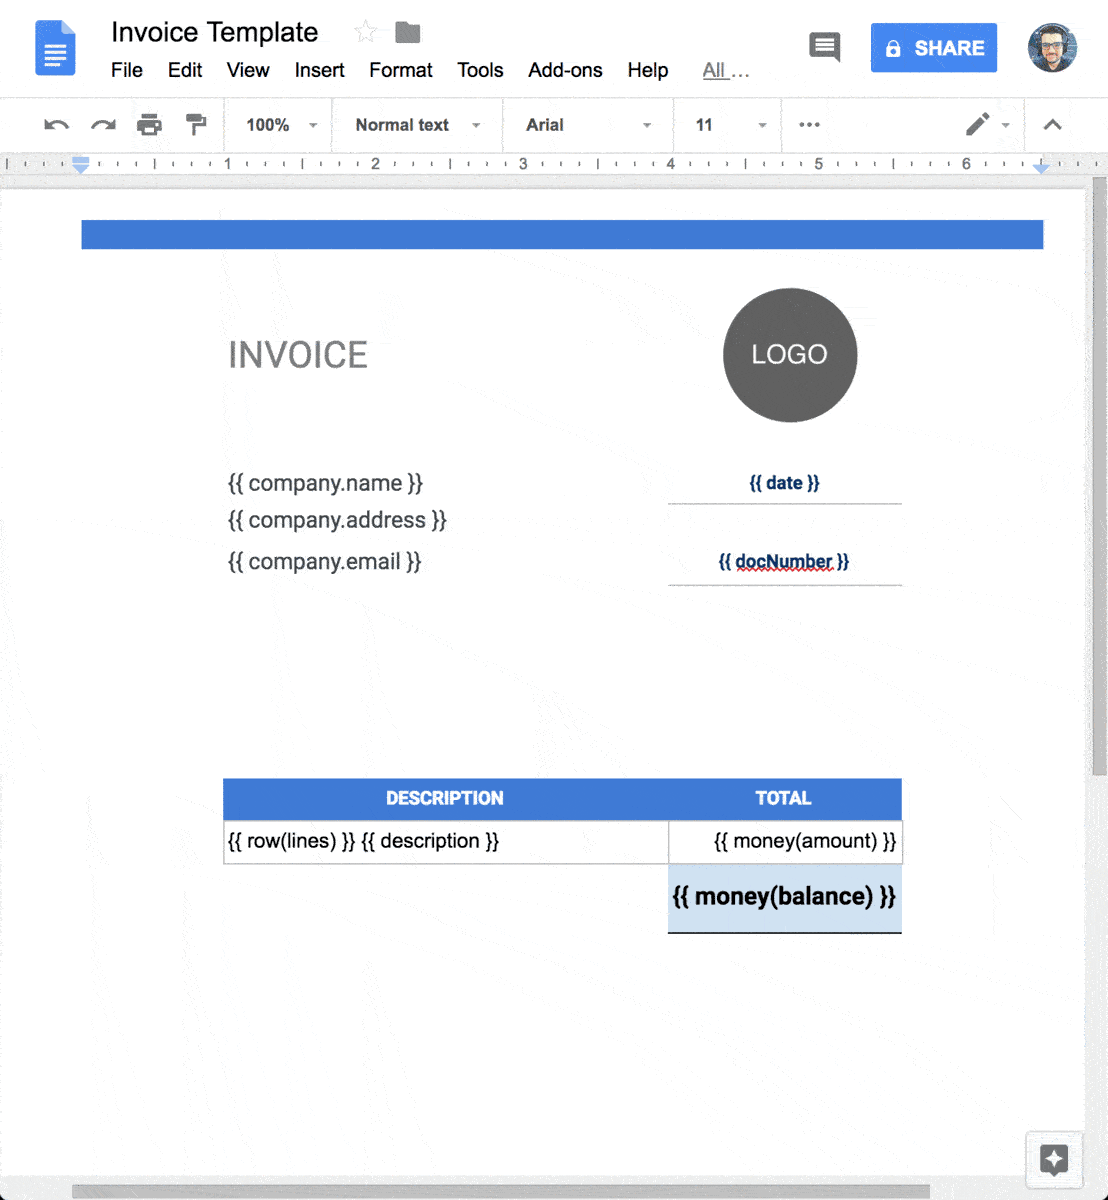 Invoice Template
File Edit View Insert Format Tools Add-ons Help All ...
SHARE
100% Normal text Arial 11
1 2 3 4 5 6
INVOICE
LOGO
{{ company.name }} {{ date }}
{{ company.address }}
{{ company.email }} {{ docNumber }}
DESCRIPTION TOTAL
{{ row(lines) }} {{ description }} {{ money(amount) }}
{{ money(balance) }}